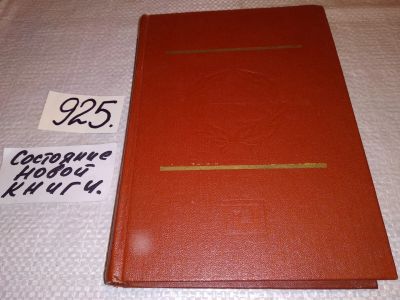 925.
Состояние
новой
книги.